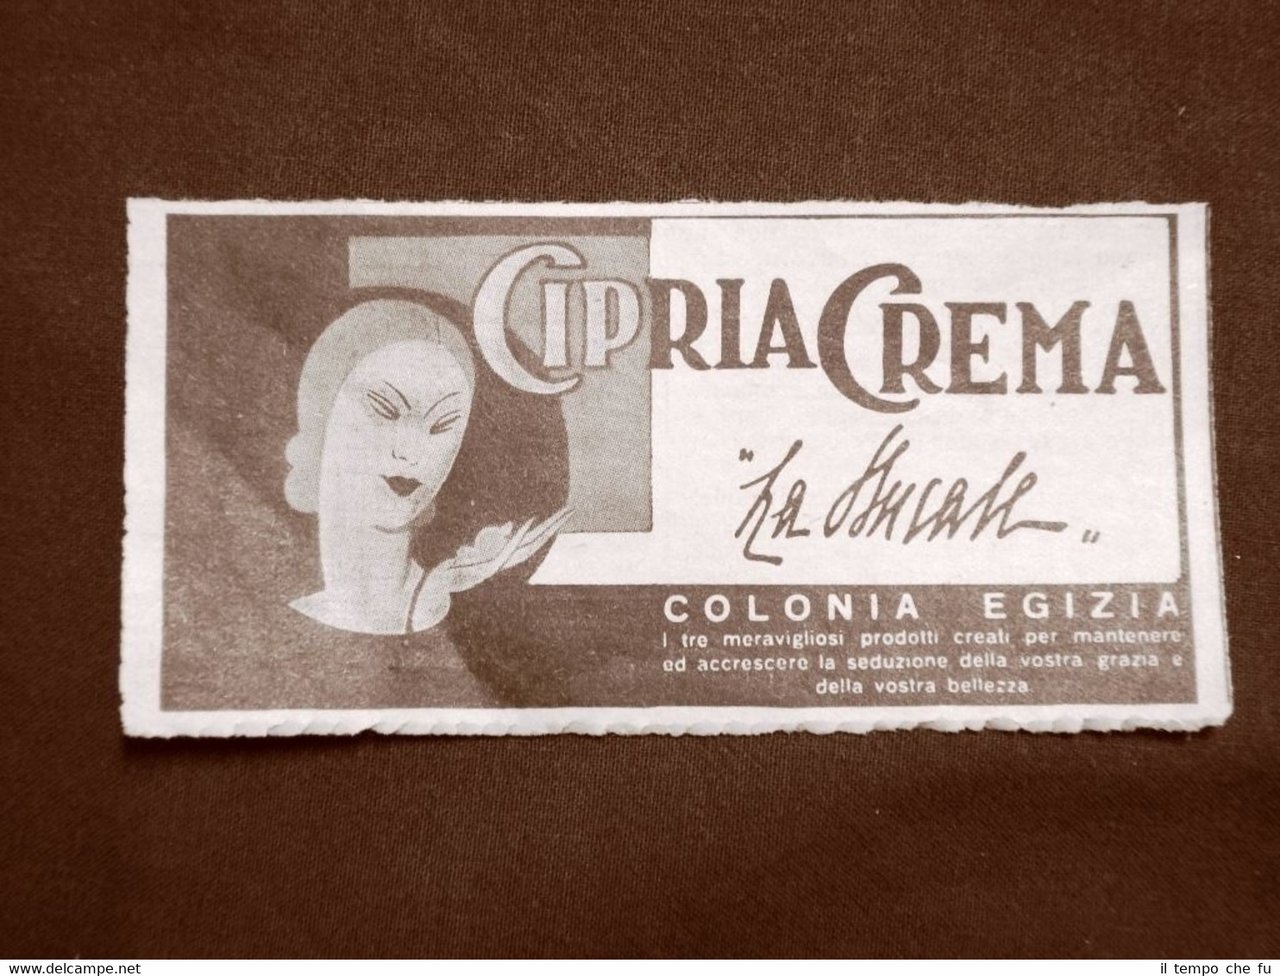 CIPRIA CREMA
"La Ducale"
COLONIA EGIZIA
I tre meravigliosi prodotti creati per mantenere
ed accrescere la seduzione della vostra grazia e
della vostra bellezza
delcampe.net
il tempo che fu